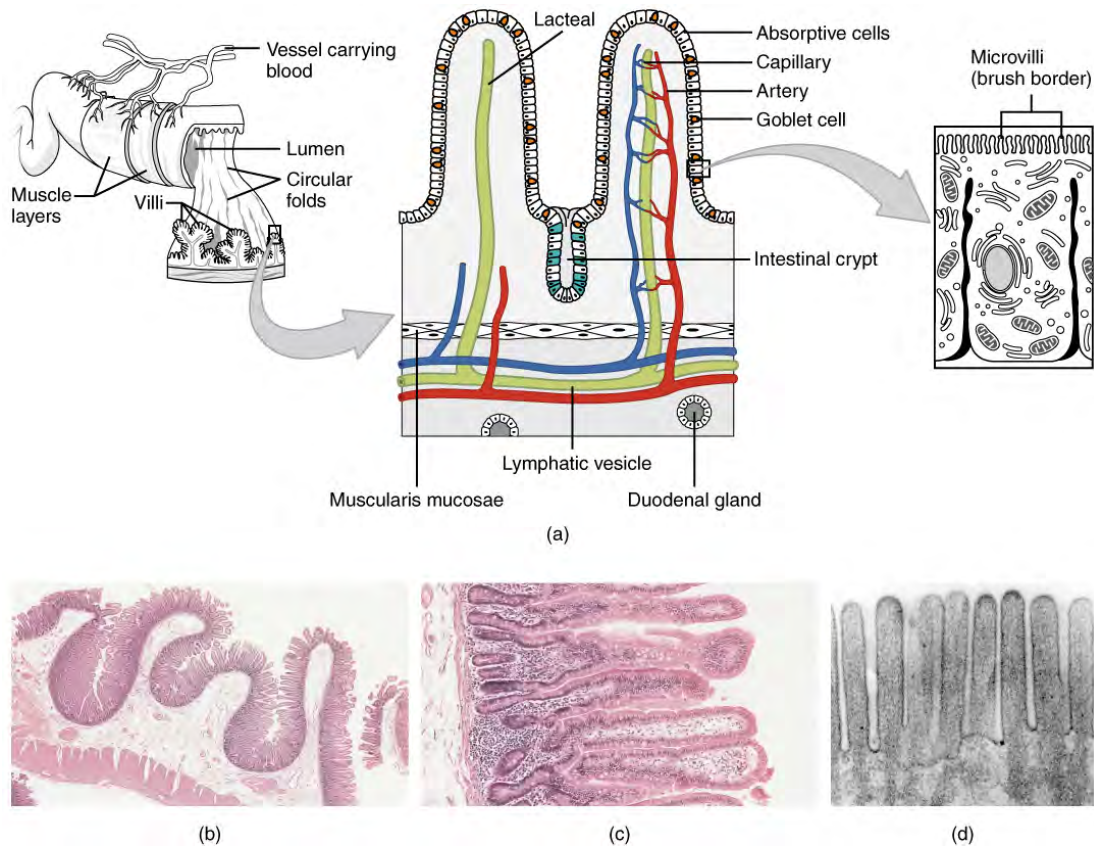 Vessel carrying
blood
Lumen
Circular
folds
Muscle
layers
Villi
Lacteal
Absorptive cells
Capillary
Artery
Goblet cell
Intestinal crypt
Lymphatic vesicle
Muscularis mucosae
Duodenal gland
Microvilli
(brush border)
(a)
(b)
(c)
(d)